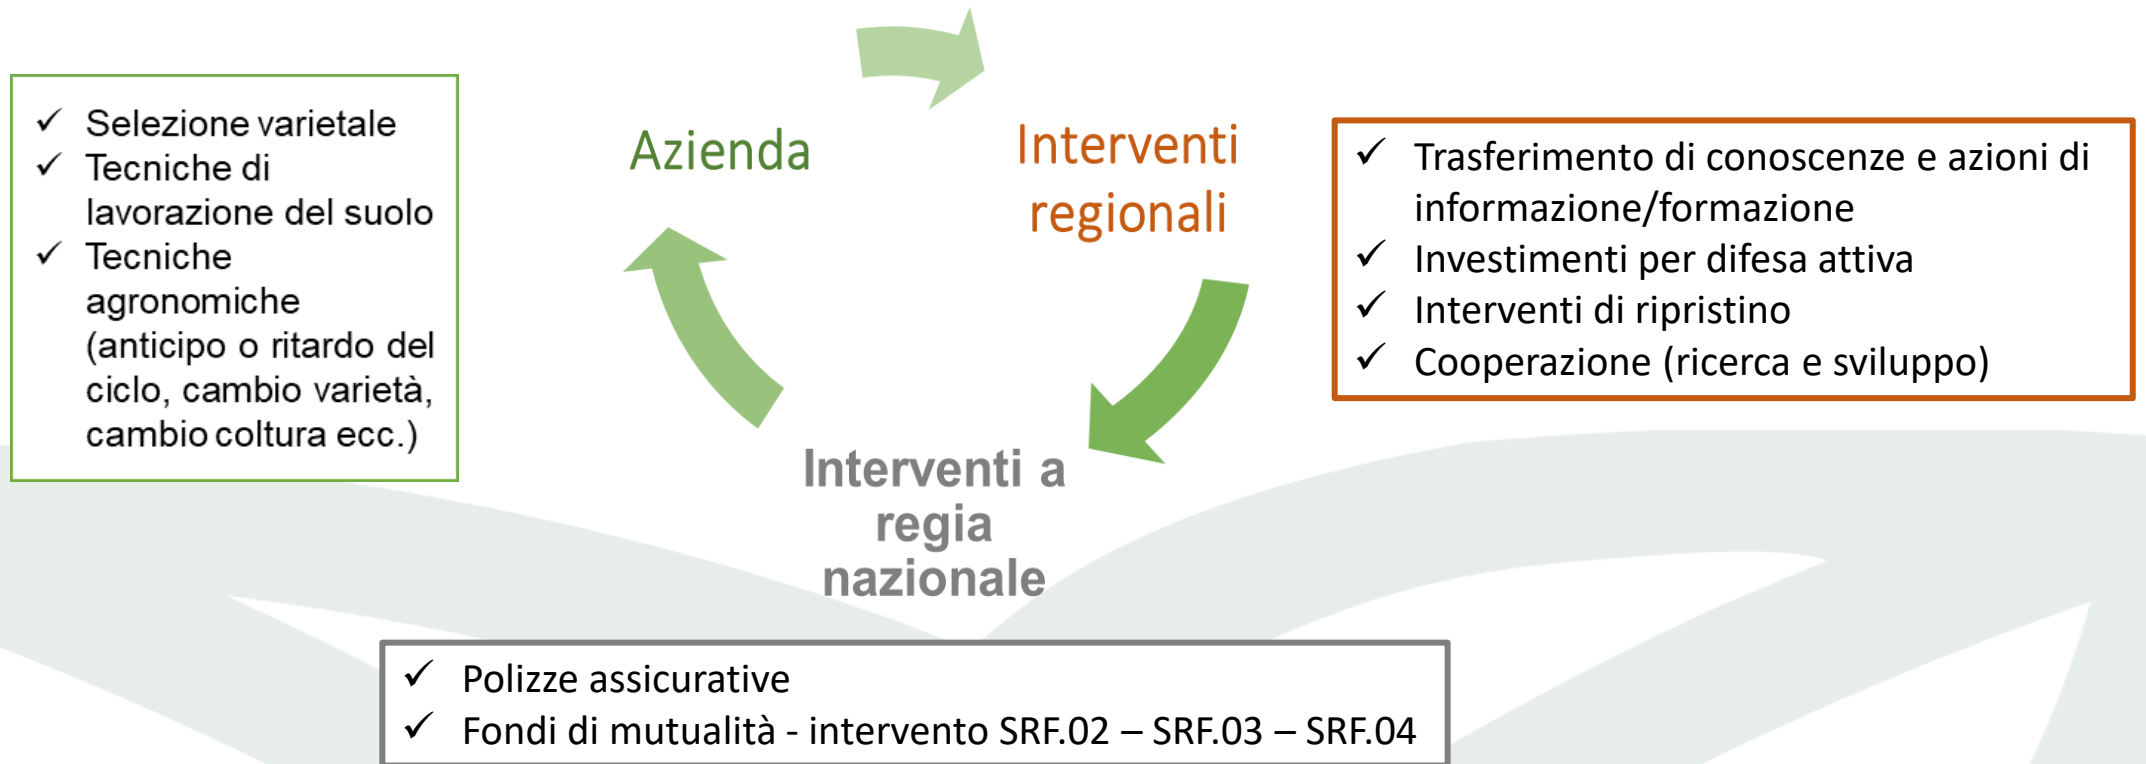 ✓ Selezione varietale
✓ Tecniche di
lavorazione del suolo
✓ Tecniche
agronomiche
(anticipo o ritardo del
ciclo, cambio varietà,
cambio coltura ecc.)
Azienda
Interventi
regionali
✓ Trasferimento di conoscenze e azioni di
informazione/formazione
✓ Investimenti per difesa attiva
✓ Interventi di ripristino
✓ Cooperazione (ricerca e sviluppo)
Interventi a
regia
nazionale
✓ Polizze assicurative
✓ Fondi di mutualità - intervento SRF.02 – SRF.03 – SRF.04